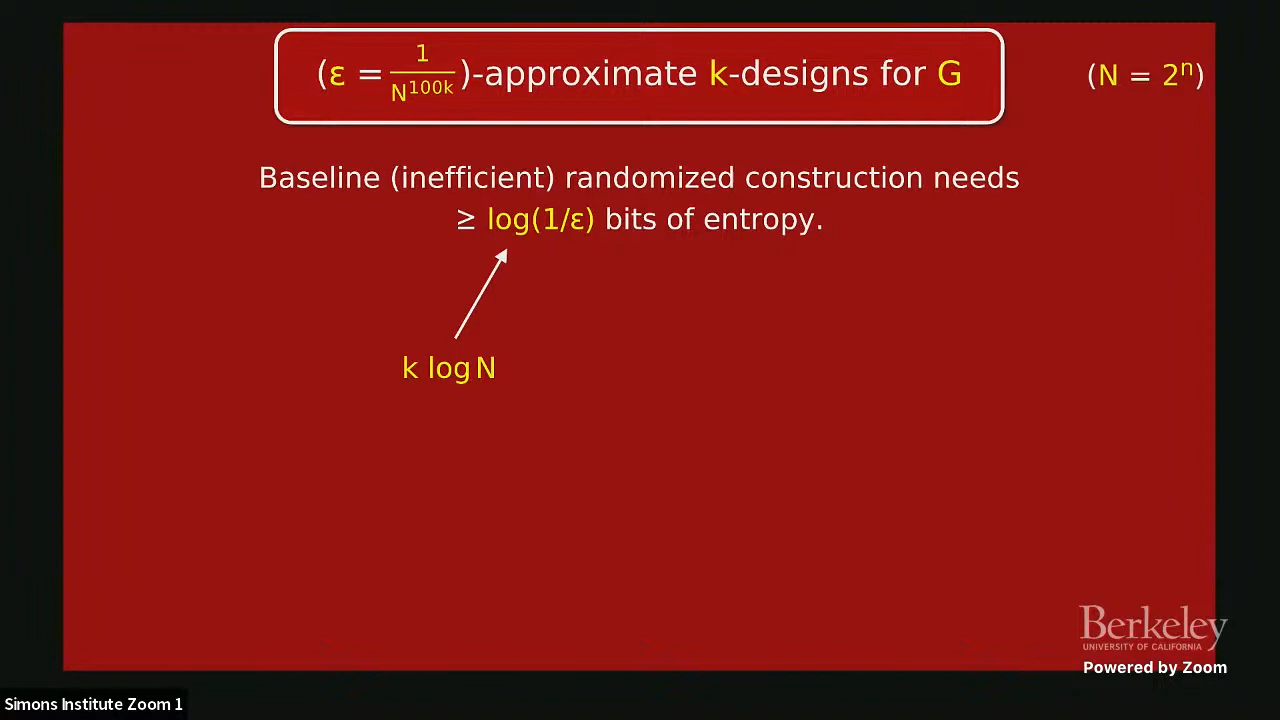 (ε = 1/N¹⁰⁰ᵏ)-approximate k-designs for G
(N = 2ⁿ)
Baseline (inefficient) randomized construction needs
≥ log(1/ε) bits of entropy.
k log N
Berkeley
UNIVERSITY OF CALIFORNIA
Powered by Zoom
Simons Institute Zoom 1